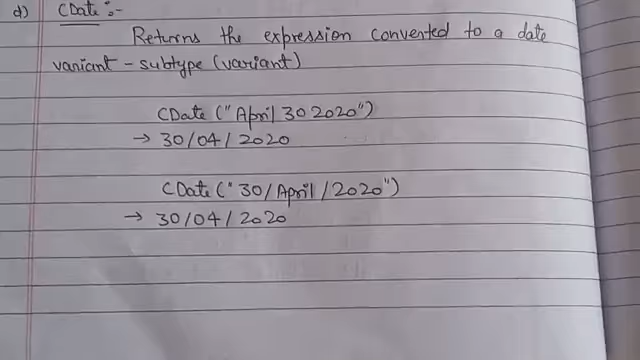 d) CDate :-
Returns the expression converted to a date
variant - subtype (variant)
CDate ("April 30 2020")
→ 30/04/2020
CDate (" 30/April/2020")
→ 30/04/2020